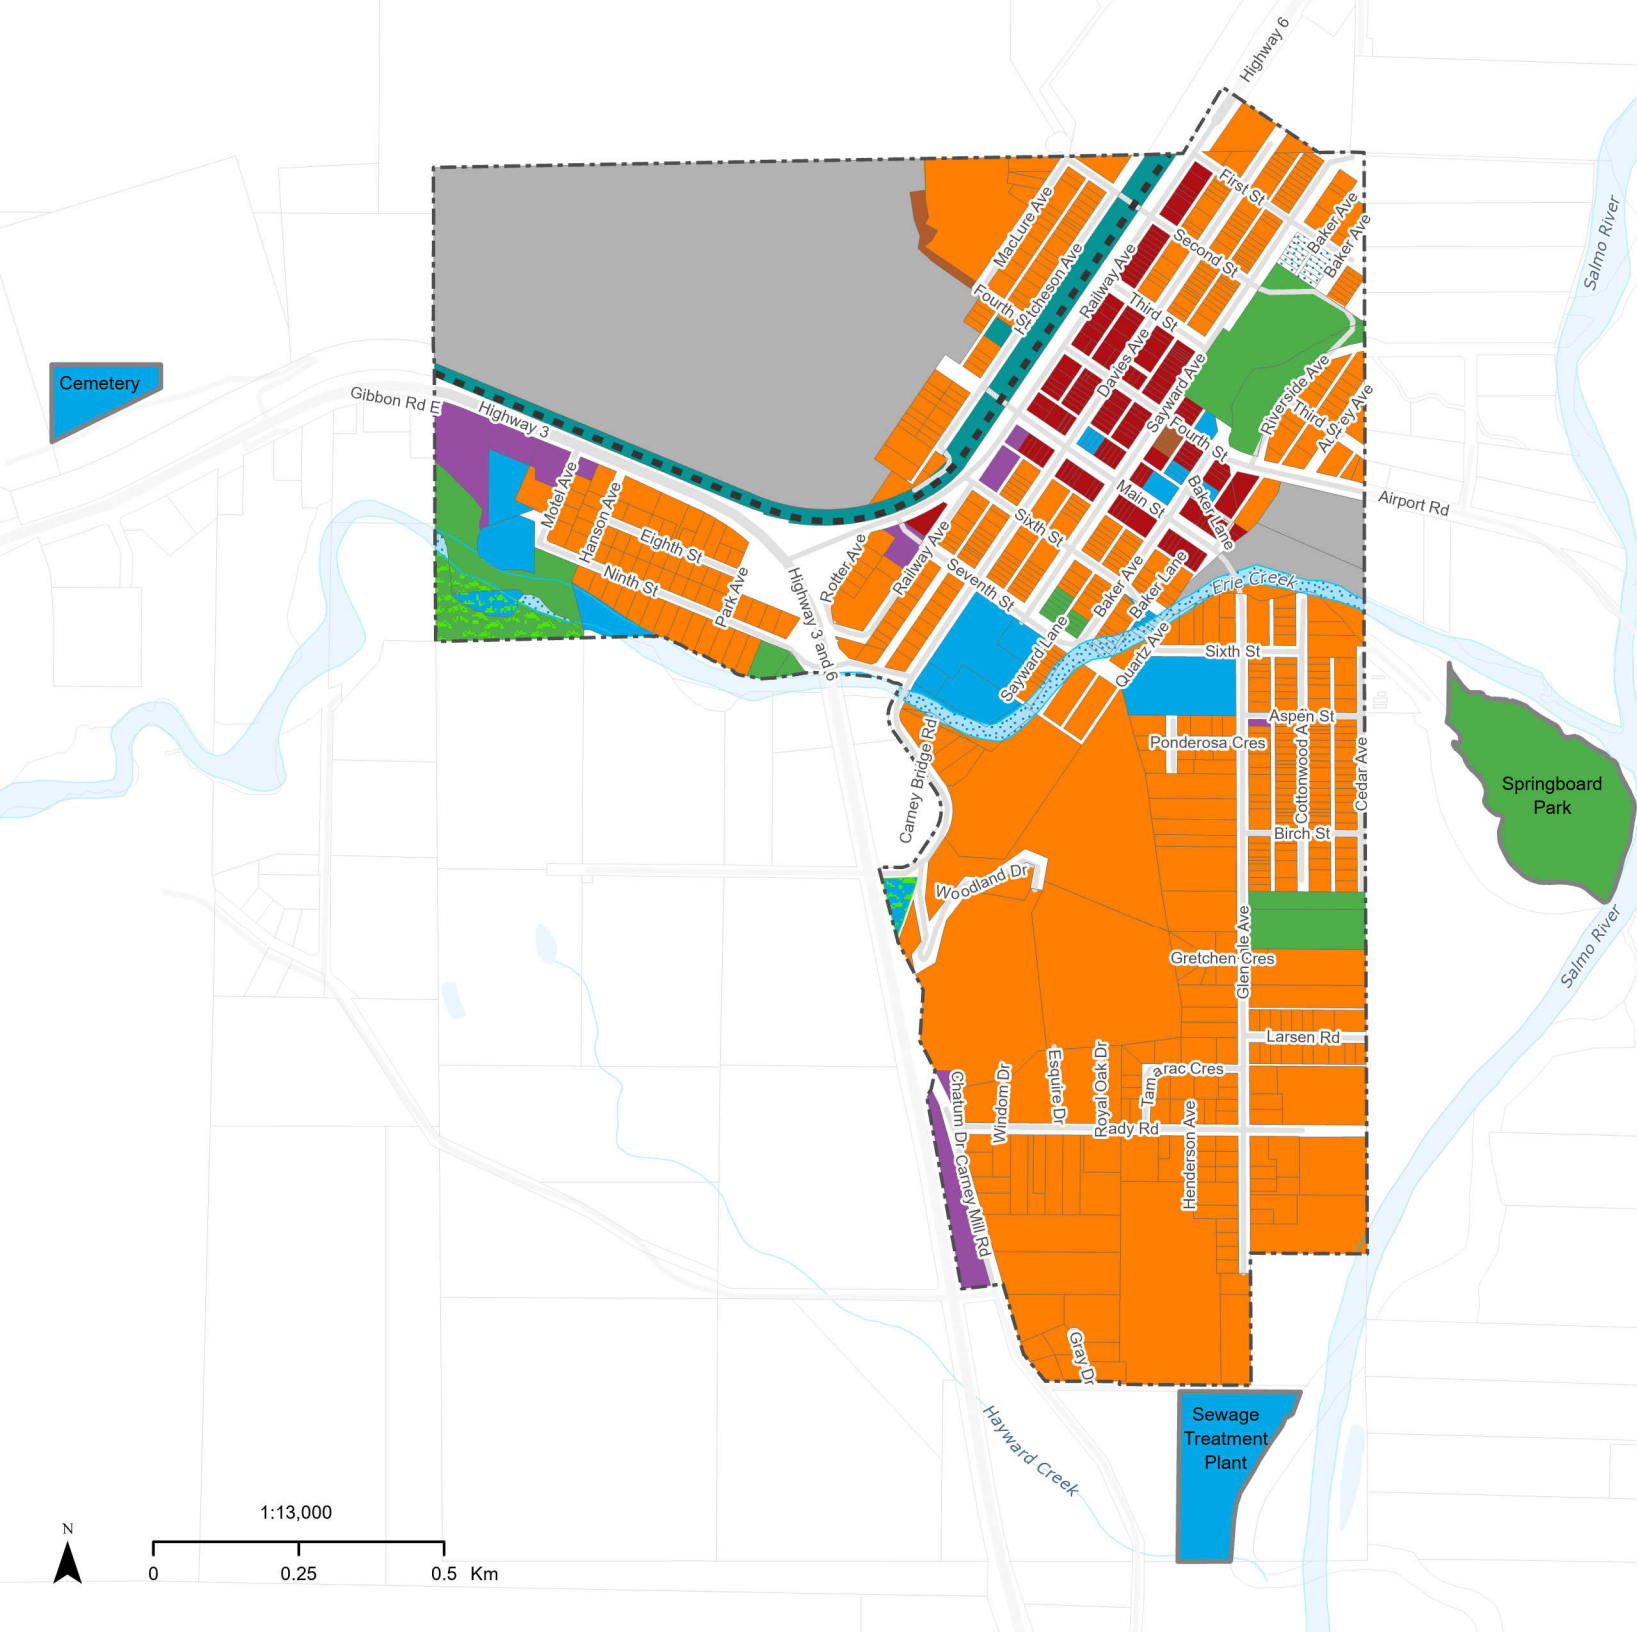 Highway 6
First St
Baker Ave
Baker Ave
Salmo River
MacLure Ave
Second St
Railway Ave
Fourth St
Third St
Davies Ave
Sayward Ave
Riverside Ave
Third St
Cemetery
Gibbon Rd E
Highway 3
Fourth St
Airport Rd
Motel Ave
Hanson Ave
Main St
Baker Lane
Sixth St
Eighth St
Ninth St
Park Ave
Rotter Ave
Railway Ave
Highway 3 and 6
Seventh St
Baker Ave
Baker Lane
Erie Creek
Sayward Lane
Quartz Ave
Sixth St
Aspen St
Ponderosa Cres
Cottonwood A
Cedar Ave
Birch St
Carney Bridge Rd
Springboard
Park
Woodland Dr
Gretchen Cres
Salmo River
Larsen Rd
Chatum Dr
Windom Dr
Esquire Dr
Royal Oak Dr
Tamarac Cres
ady Rd
Henderson Ave
Carney Mill Rd
Gray Dr
Hayward Creek
Sewage
Treatment
Plant
1:13,000
N
0 0.25 0.5 Km